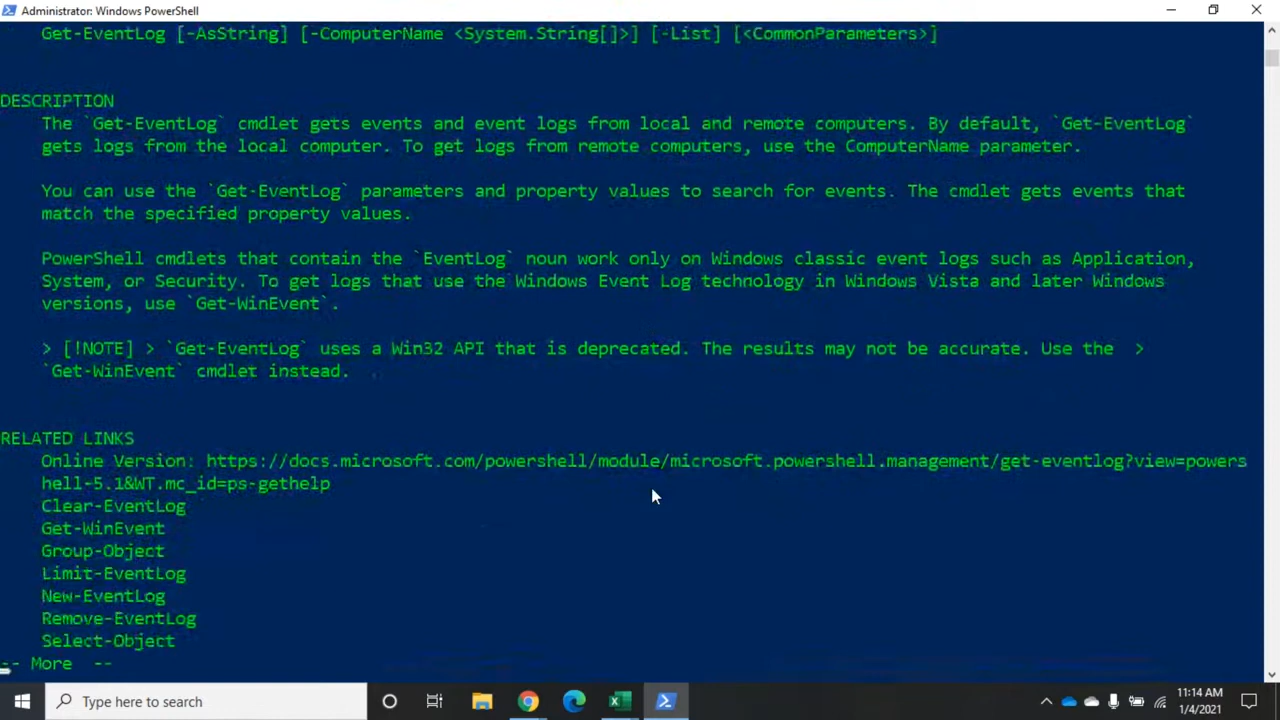 Administrator: Windows PowerShell
Get-EventLog [-AsString] [-ComputerName <System.String[]>] [-List] [<CommonParameters>]
DESCRIPTION
The `Get-EventLog` cmdlet gets events and event logs from local and remote computers. By default, `Get-EventLog`
gets logs from the local computer. To get logs from remote computers, use the ComputerName parameter.
You can use the `Get-EventLog` parameters and property values to search for events. The cmdlet gets events that
match the specified property values.
PowerShell cmdlets that contain the `EventLog` noun work only on Windows classic event logs such as Application,
System, or Security. To get logs that use the Windows Event Log technology in Windows Vista and later Windows
versions, use `Get-WinEvent`.
> [!NOTE] > `Get-EventLog` uses a Win32 API that is deprecated. The results may not be accurate. Use the  >
`Get-WinEvent` cmdlet instead.
RELATED LINKS
Online Version: https://docs.microsoft.com/powershell/module/microsoft.powershell.management/get-eventlog?view=powers
hell-5.1&WT.mc_id=ps-gethelp
Clear-EventLog
Get-WinEvent
Group-Object
Limit-EventLog
New-EventLog
Remove-EventLog
Select-Object
-- More  --
Type here to search
11:14 AM
1/4/2021